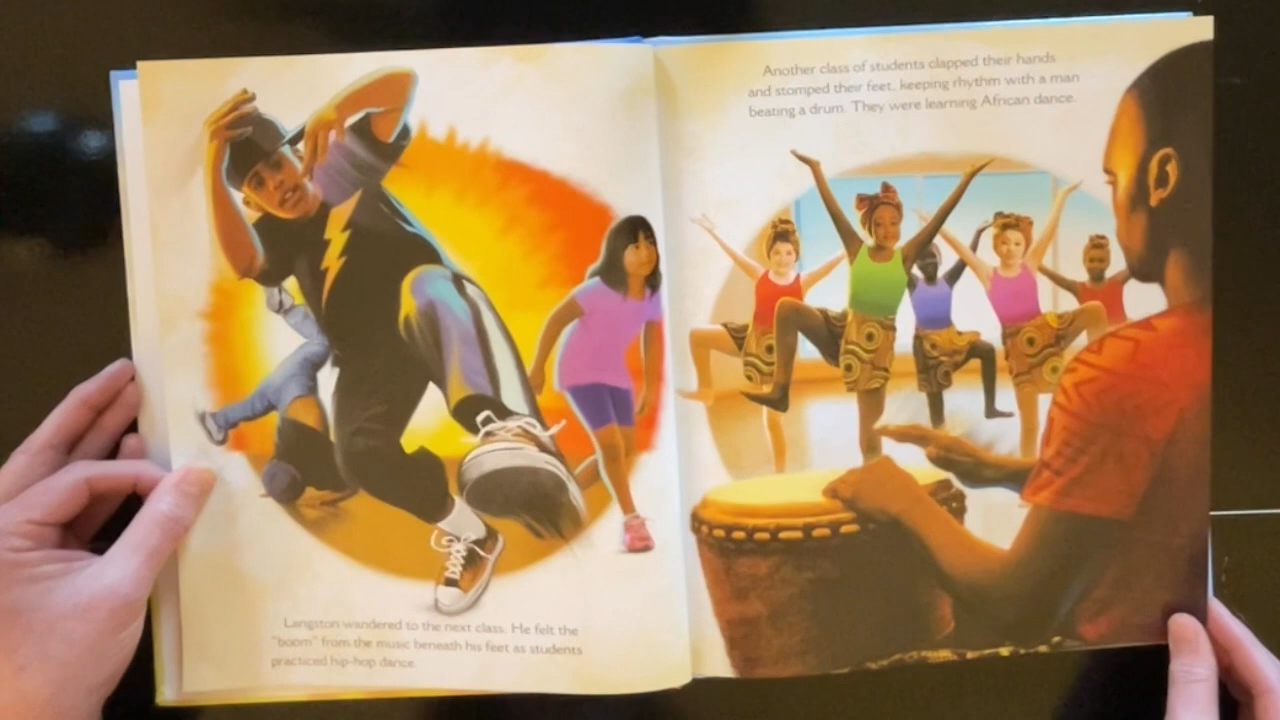 Langston wandered to the next class. He felt the
"boom" from the music beneath his feet as students
practiced hip-hop dance.
Another class of students clapped their hands
and stomped their feet, keeping rhythm with a man
beating a drum. They were learning African dance.